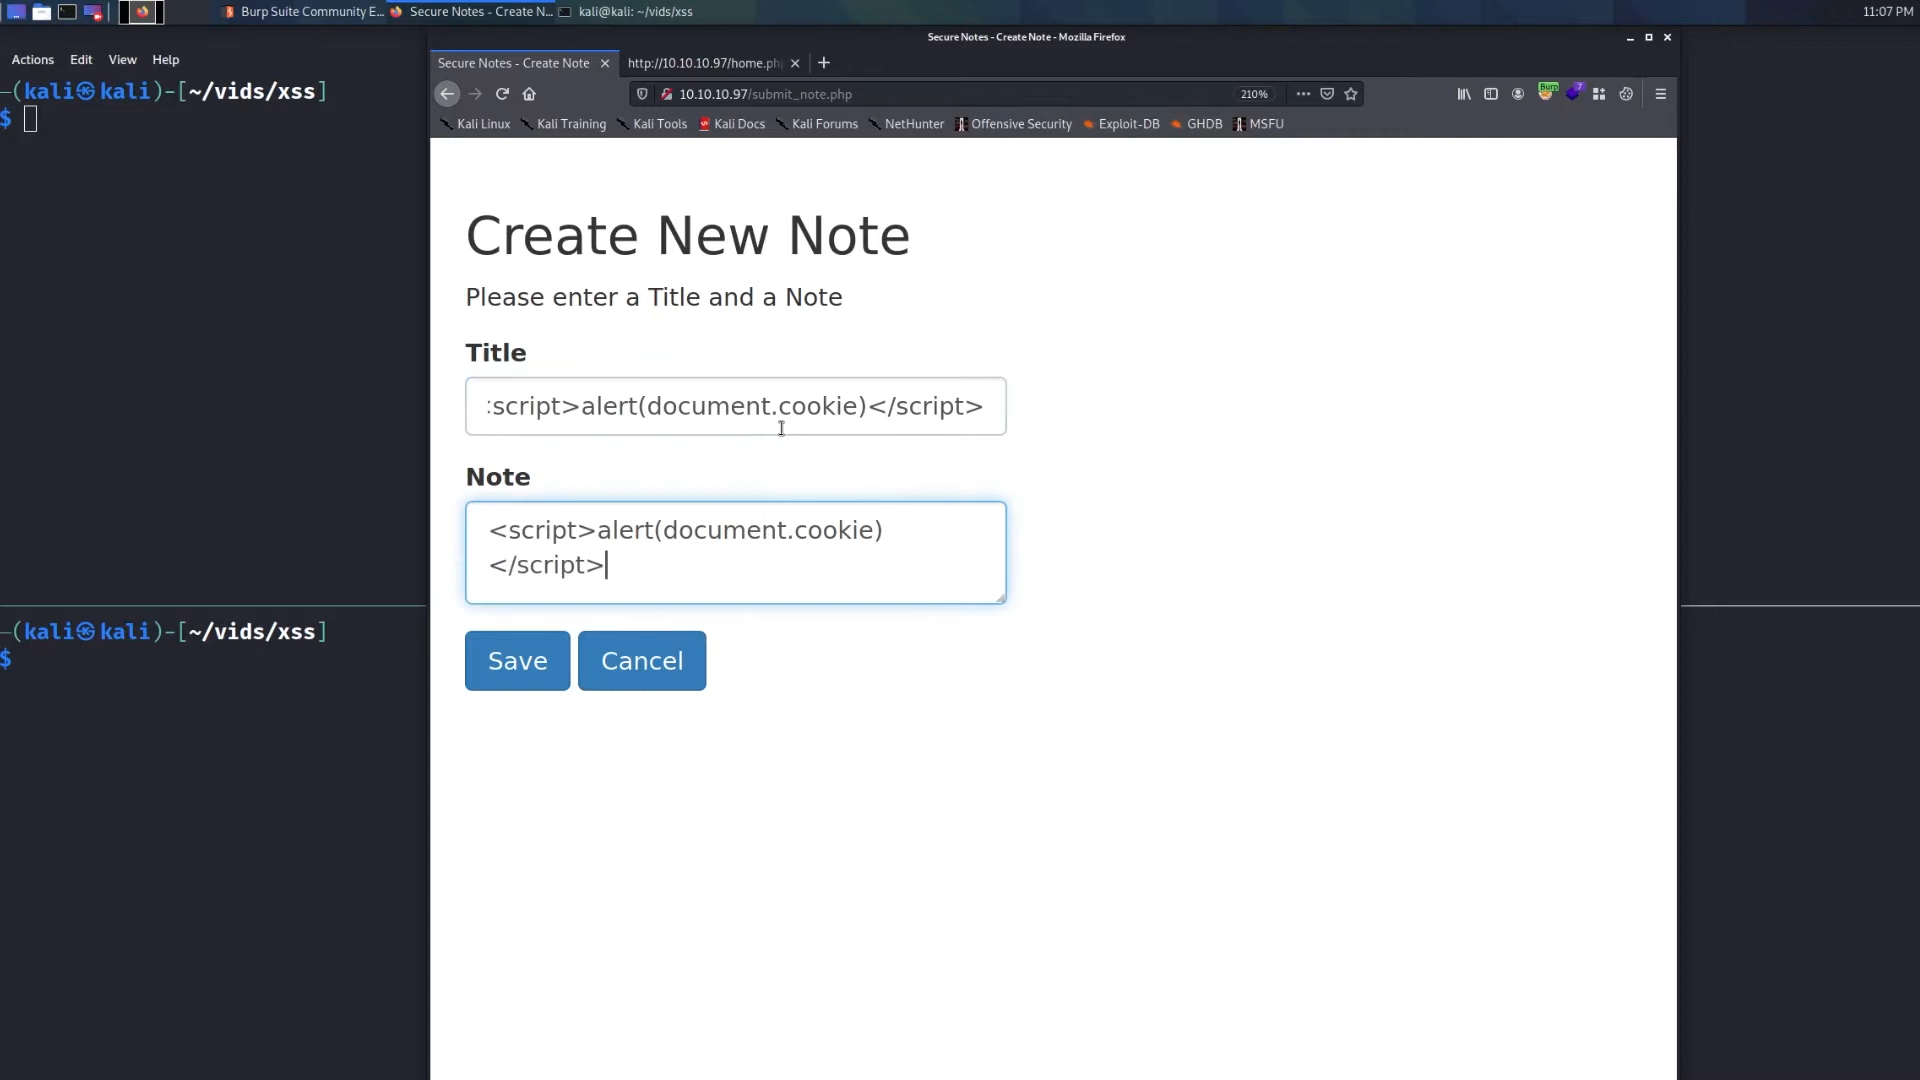 Burp Suite Community E...
Secure Notes - Create N...
kali@kali: ~/vids/xss
11:07 PM
Secure Notes - Create Note - Mozilla Firefox
Actions Edit View Help
Secure Notes - Create Note
http://10.10.10.97/home.ph
(kali㉿kali)-[~/vids/xss]
$
10.10.10.97/submit_note.php
210%
Burp
7
Kali Linux
Kali Training
Kali Tools
Kali Docs
Kali Forums
NetHunter
Offensive Security
Exploit-DB
GHDB
MSFU
Create New Note
Please enter a Title and a Note
Title
script>alert(document.cookie)</script>
Note
<script>alert(document.cookie)
</script>
(kali㉿kali)-[~/vids/xss]
$
Save
Cancel